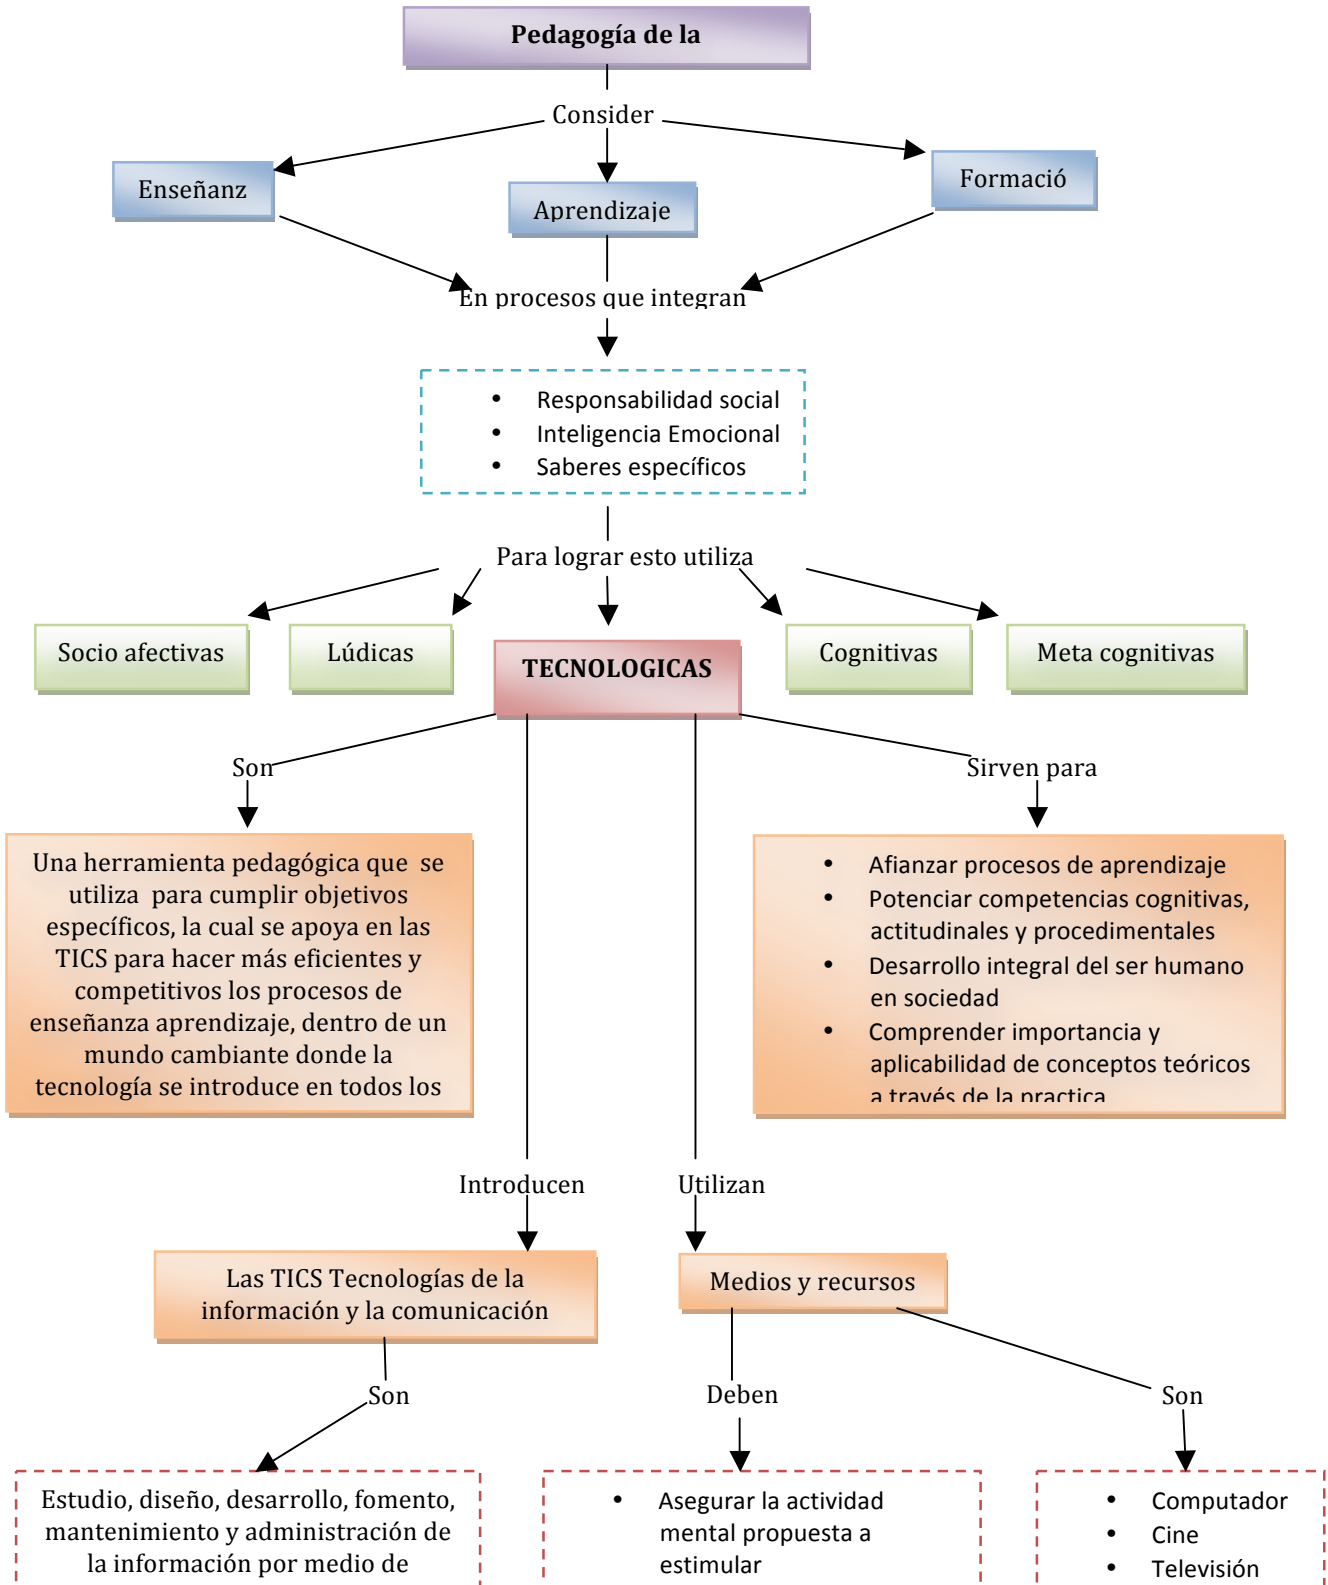 Pedagogía de la
Consider
Enseñanz
Aprendizaje
Formació
En procesos que integran
• Responsabilidad social
• Inteligencia Emocional
• Saberes específicos
Para lograr esto utiliza
Socio afectivas
Lúdicas
TECNOLOGICAS
Cognitivas
Meta cognitivas
Son
Sirven para
Una herramienta pedagógica que se
utiliza para cumplir objetivos
específicos, la cual se apoya en las
TICS para hacer más eficientes y
competitivos los procesos de
enseñanza aprendizaje, dentro de un
mundo cambiante donde la
tecnología se introduce en todos los
• Afianzar procesos de aprendizaje
• Potenciar competencias cognitivas,
actitudinales y procedimentales
• Desarrollo integral del ser humano
en sociedad
• Comprender importancia y
aplicabilidad de conceptos teóricos
a través de la practica
Introducen
Utilizan
Las TICS Tecnologías de la
información y la comunicación
Medios y recursos
Son
Deben
Son
Estudio, diseño, desarrollo, fomento,
mantenimiento y administración de
la información por medio de
• Asegurar la actividad
mental propuesta a
estimular
• Computador
• Cine
• Televisión